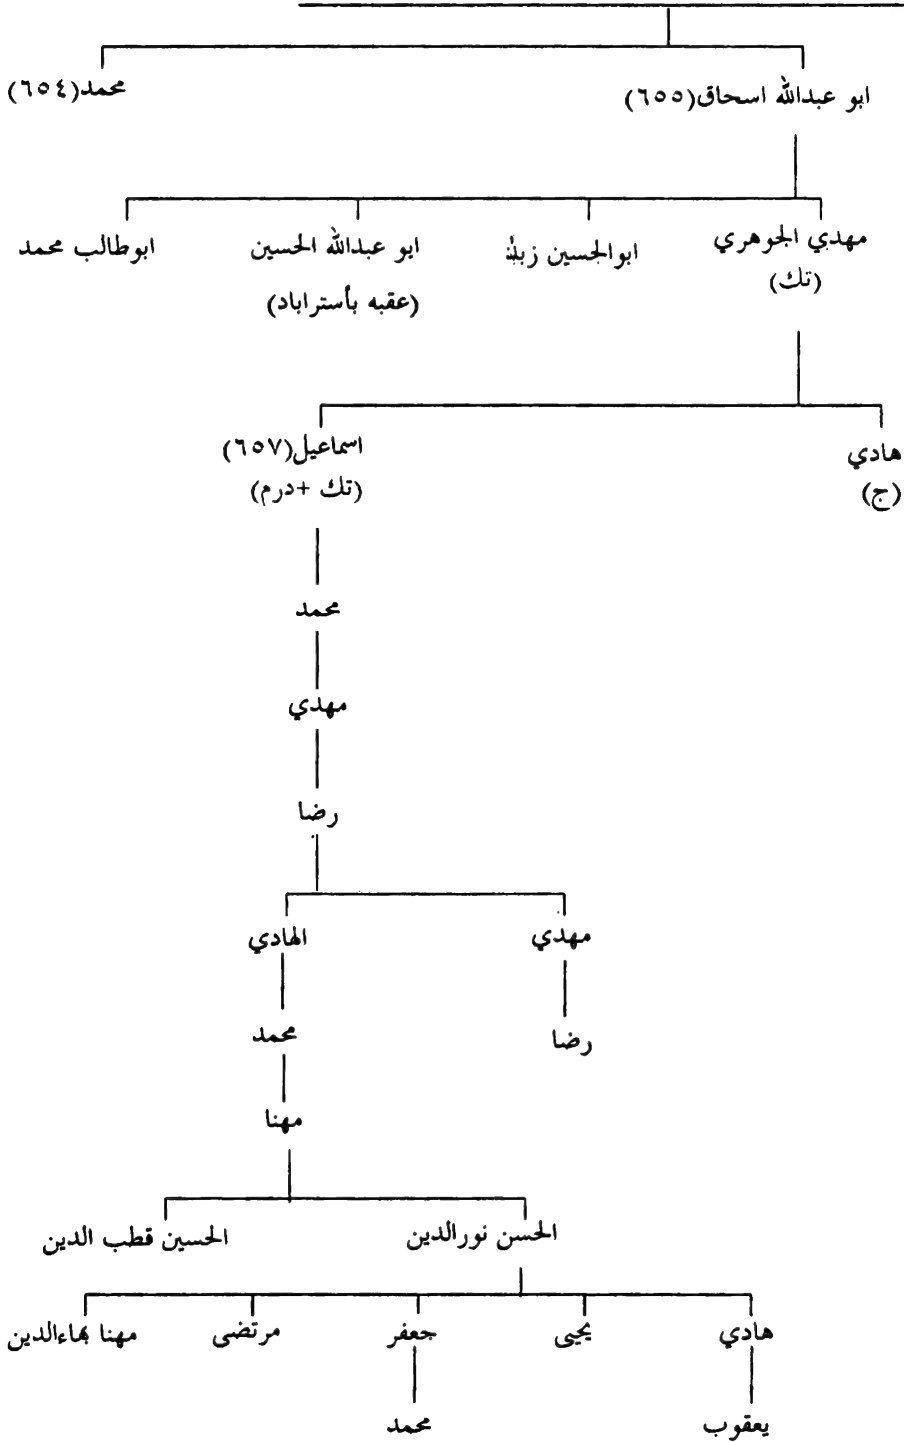 ابو عبدالله اسحاق(٦٥٥)
محمد(٦٥٤)
مهدي الجوهري
(تك)
ابوالحسين
ابو عبدالله الحسين
(عقبه بأستراباد)
ابوطالب محمد
هادي
(ج)
اسماعيل(٦٥٧)
(تك +درم)
محمد
مهدي
رضا
مهدي
الهادي
رضا
محمد
مهنا
الحسن نورالدين
الحسين قطب الدين
هادي
يحيى
جعفر
مرتضى
مهنا بهاءالدين
يعقوب
محمد